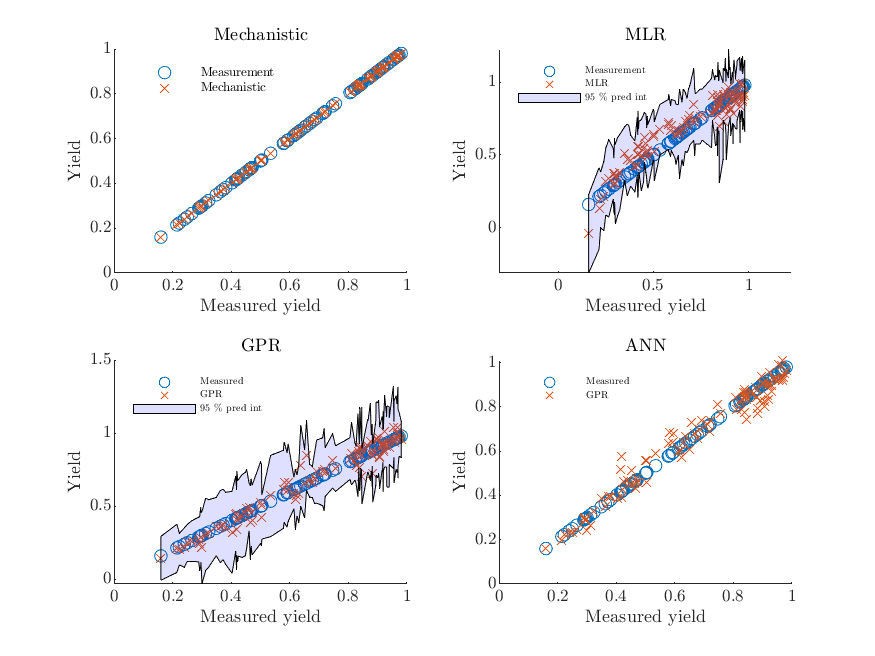 Mechanistic
1
0.8
0.6
0.4
0.2
0
Yield
Measurement
Mechanistic
0 0.2 0.4 0.6 0.8 1
Measured yield
MLR
1
0.5
0
Yield
Measurement
MLR
95 % pred int
0 0.5 1
Measured yield
GPR
1.5
1
0.5
0
Yield
Measured
GPR
95 % pred int
0 0.2 0.4 0.6 0.8 1
Measured yield
ANN
1
0.8
0.6
0.4
0.2
0
Yield
Measured
GPR
0 0.2 0.4 0.6 0.8 1
Measured yield